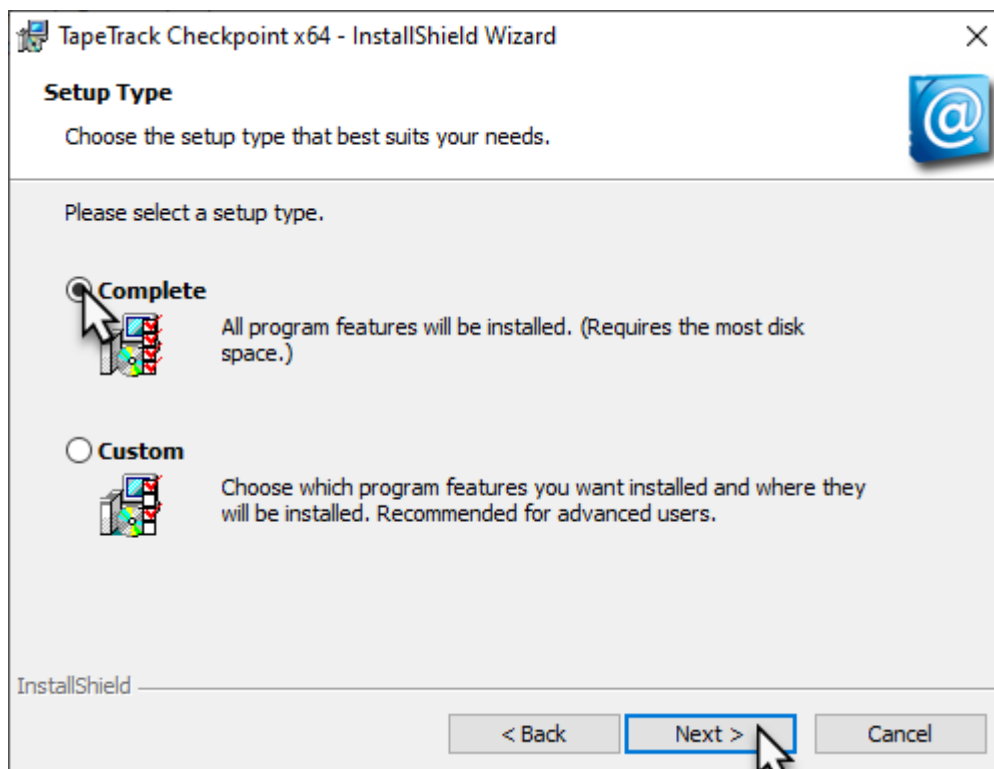 TapeTrack Checkpoint x64 - InstallShield Wizard
Setup Type
Choose the setup type that best suits your needs.
Please select a setup type.
Complete
All program features will be installed. (Requires the most disk
space.)
Custom
Choose which program features you want installed and where they
will be installed. Recommended for advanced users.
InstallShield
< Back
Next >
Cancel